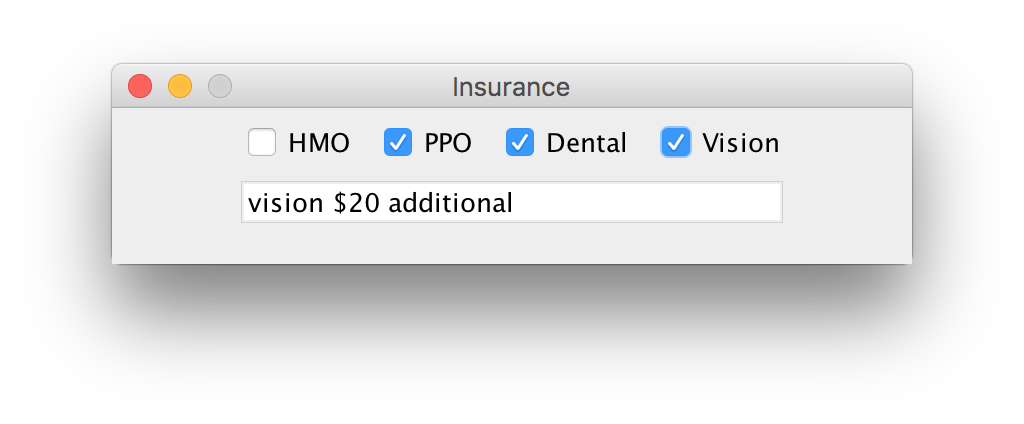 Insurance
HMO PPO Dental Vision
vision $20 additional